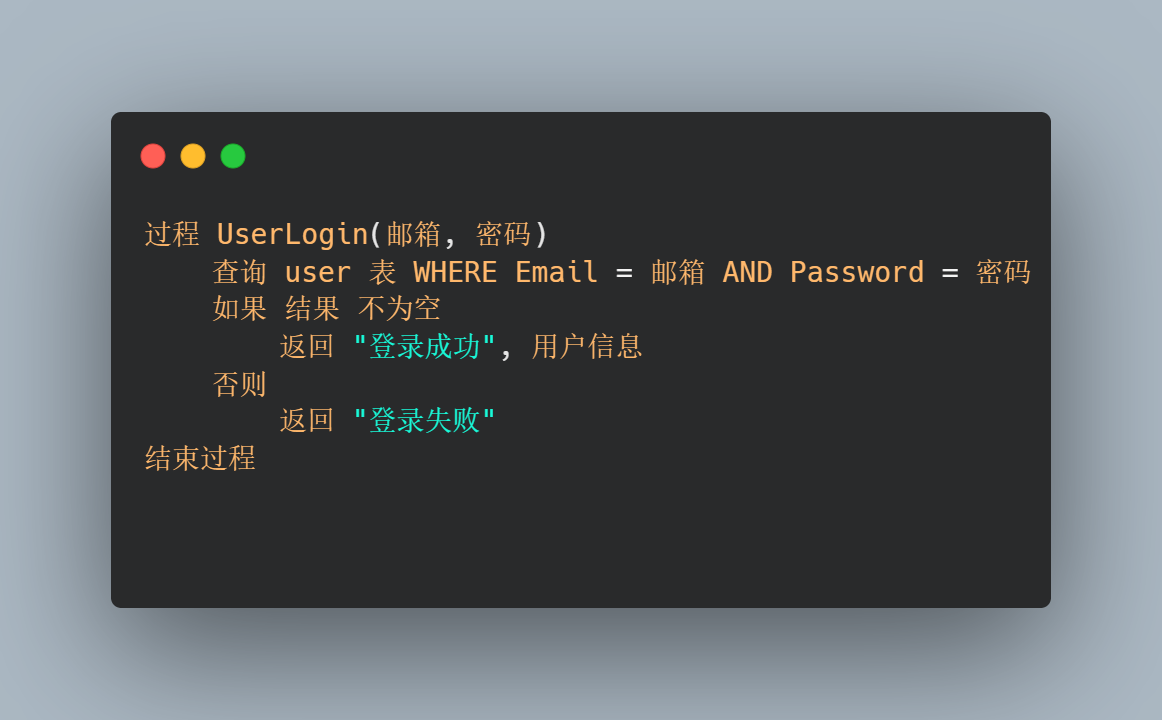 过程 UserLogin(邮箱, 密码)
    查询 user 表 WHERE Email = 邮箱 AND Password = 密码
    如果 结果 不为空
        返回 "登录成功", 用户信息
    否则
        返回 "登录失败"
结束过程